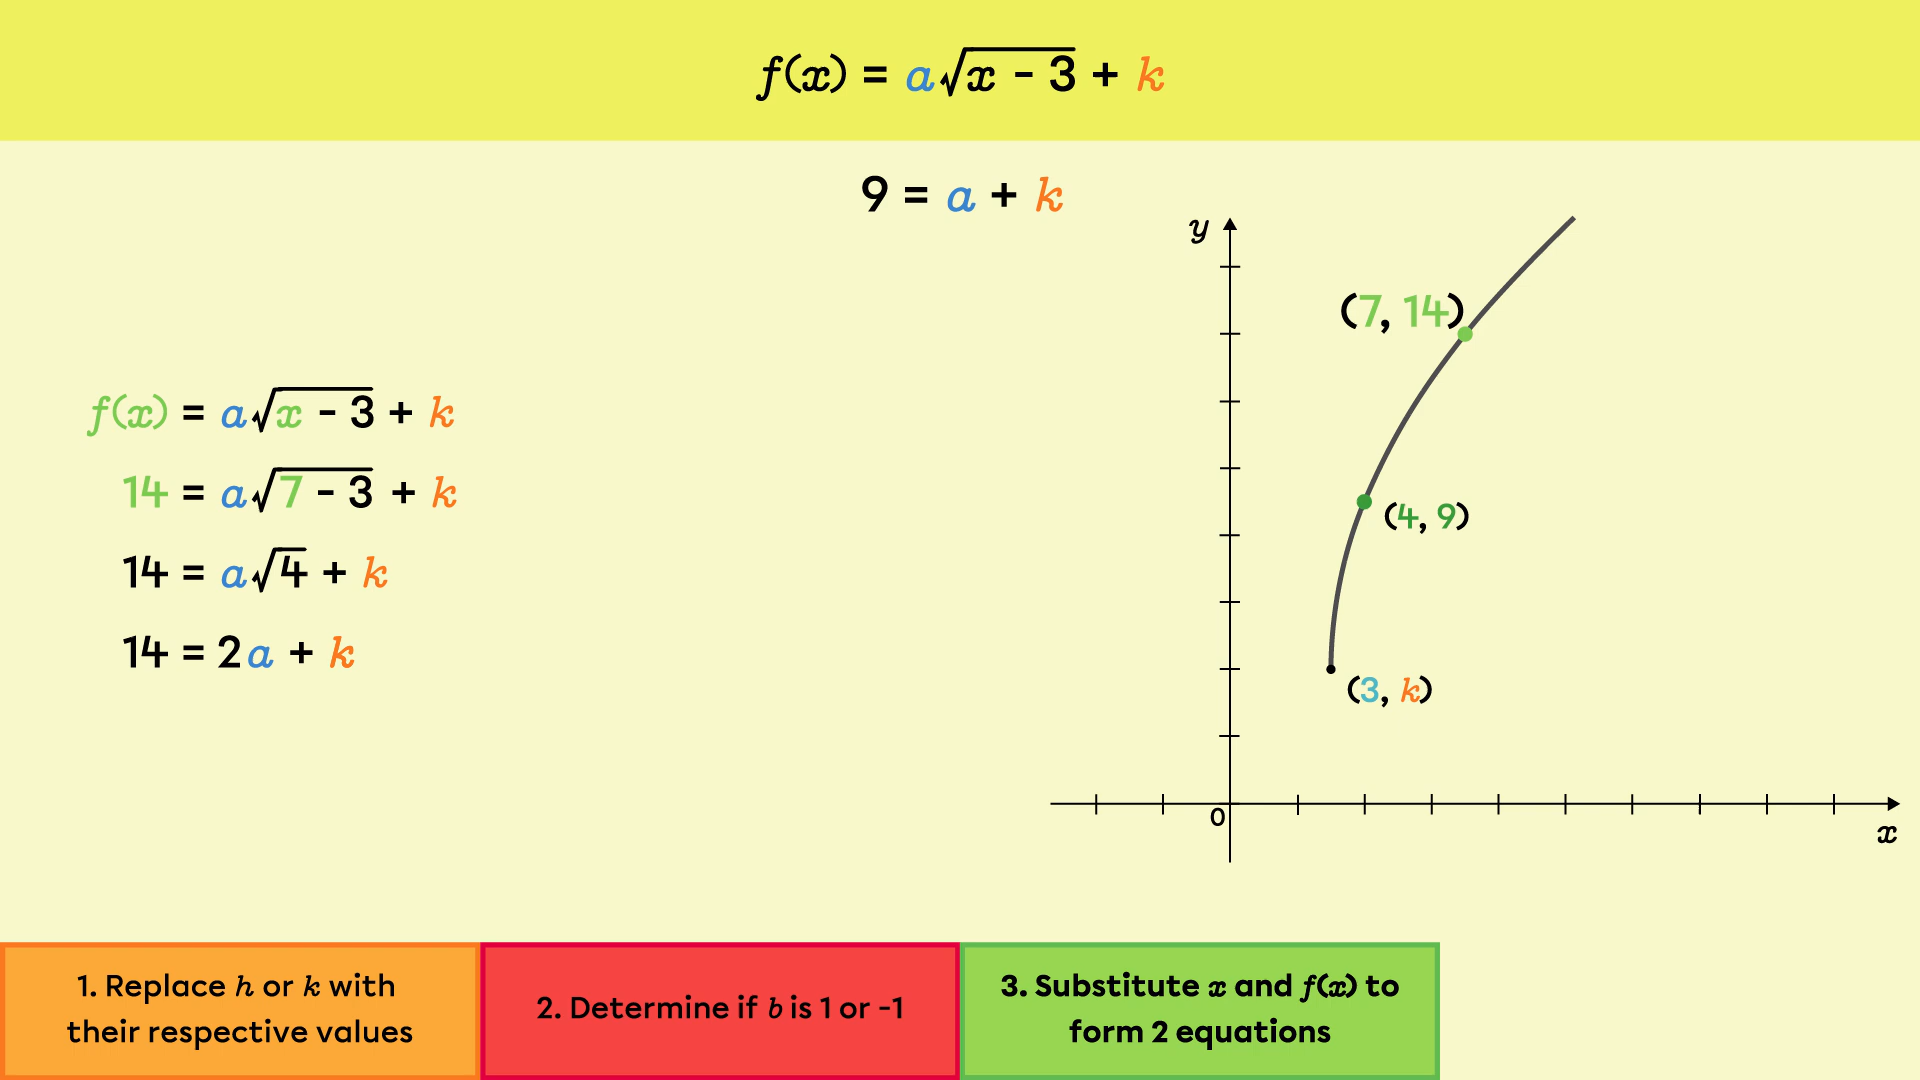 f(x) = a√(x - 3) + k
9 = a + k
y
(7, 14)
f(x) = a√(x - 3) + k
14 = a√(7 - 3) + k
(4, 9)
14 = a√4 + k
14 = 2a + k
(3, k)
0
x
1. Replace h or k with
their respective values
2. Determine if b is 1 or -1
3. Substitute x and f(x) to
form 2 equations